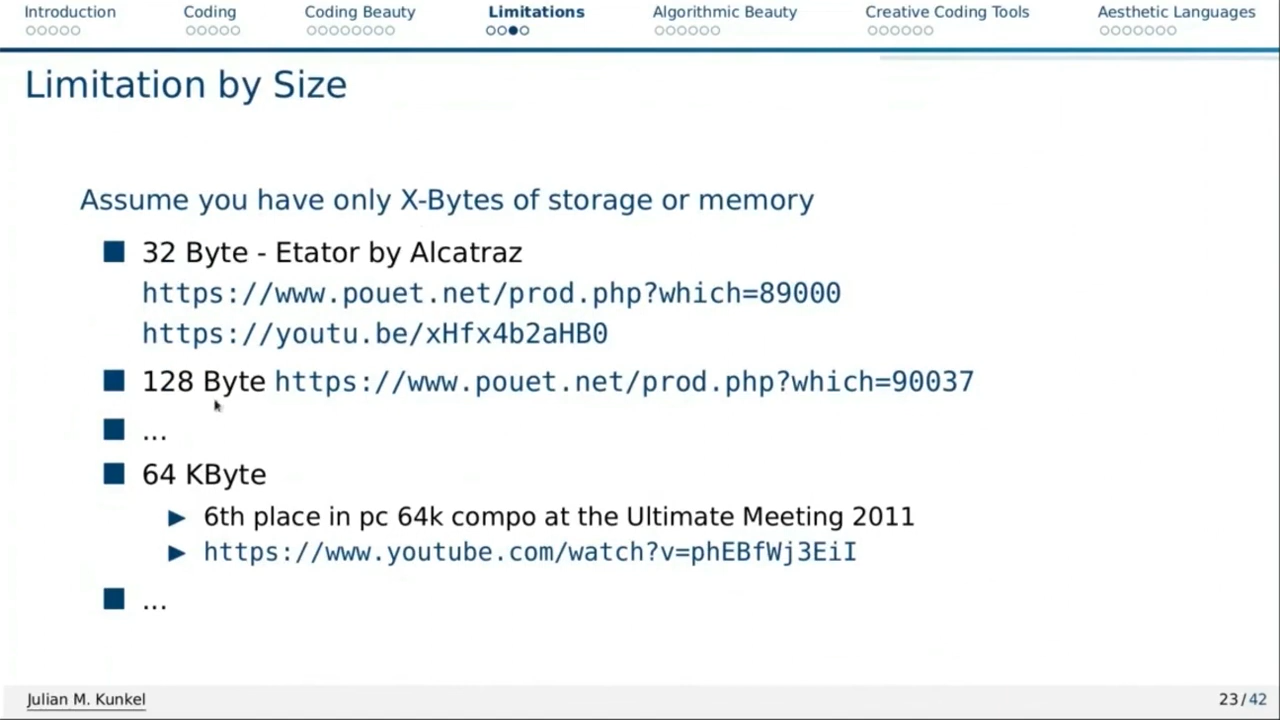 Introduction Coding Coding Beauty Limitations Algorithmic Beauty Creative Coding Tools Aesthetic Languages
Limitation by Size
Assume you have only X-Bytes of storage or memory
32 Byte - Etator by Alcatraz
https://www.pouet.net/prod.php?which=89000
https://youtu.be/xHfx4b2aHB0
128 Byte https://www.pouet.net/prod.php?which=90037
...
64 KByte
6th place in pc 64k compo at the Ultimate Meeting 2011
https://www.youtube.com/watch?v=phEBfWj3EiI
...
Julian M. Kunkel 23/42